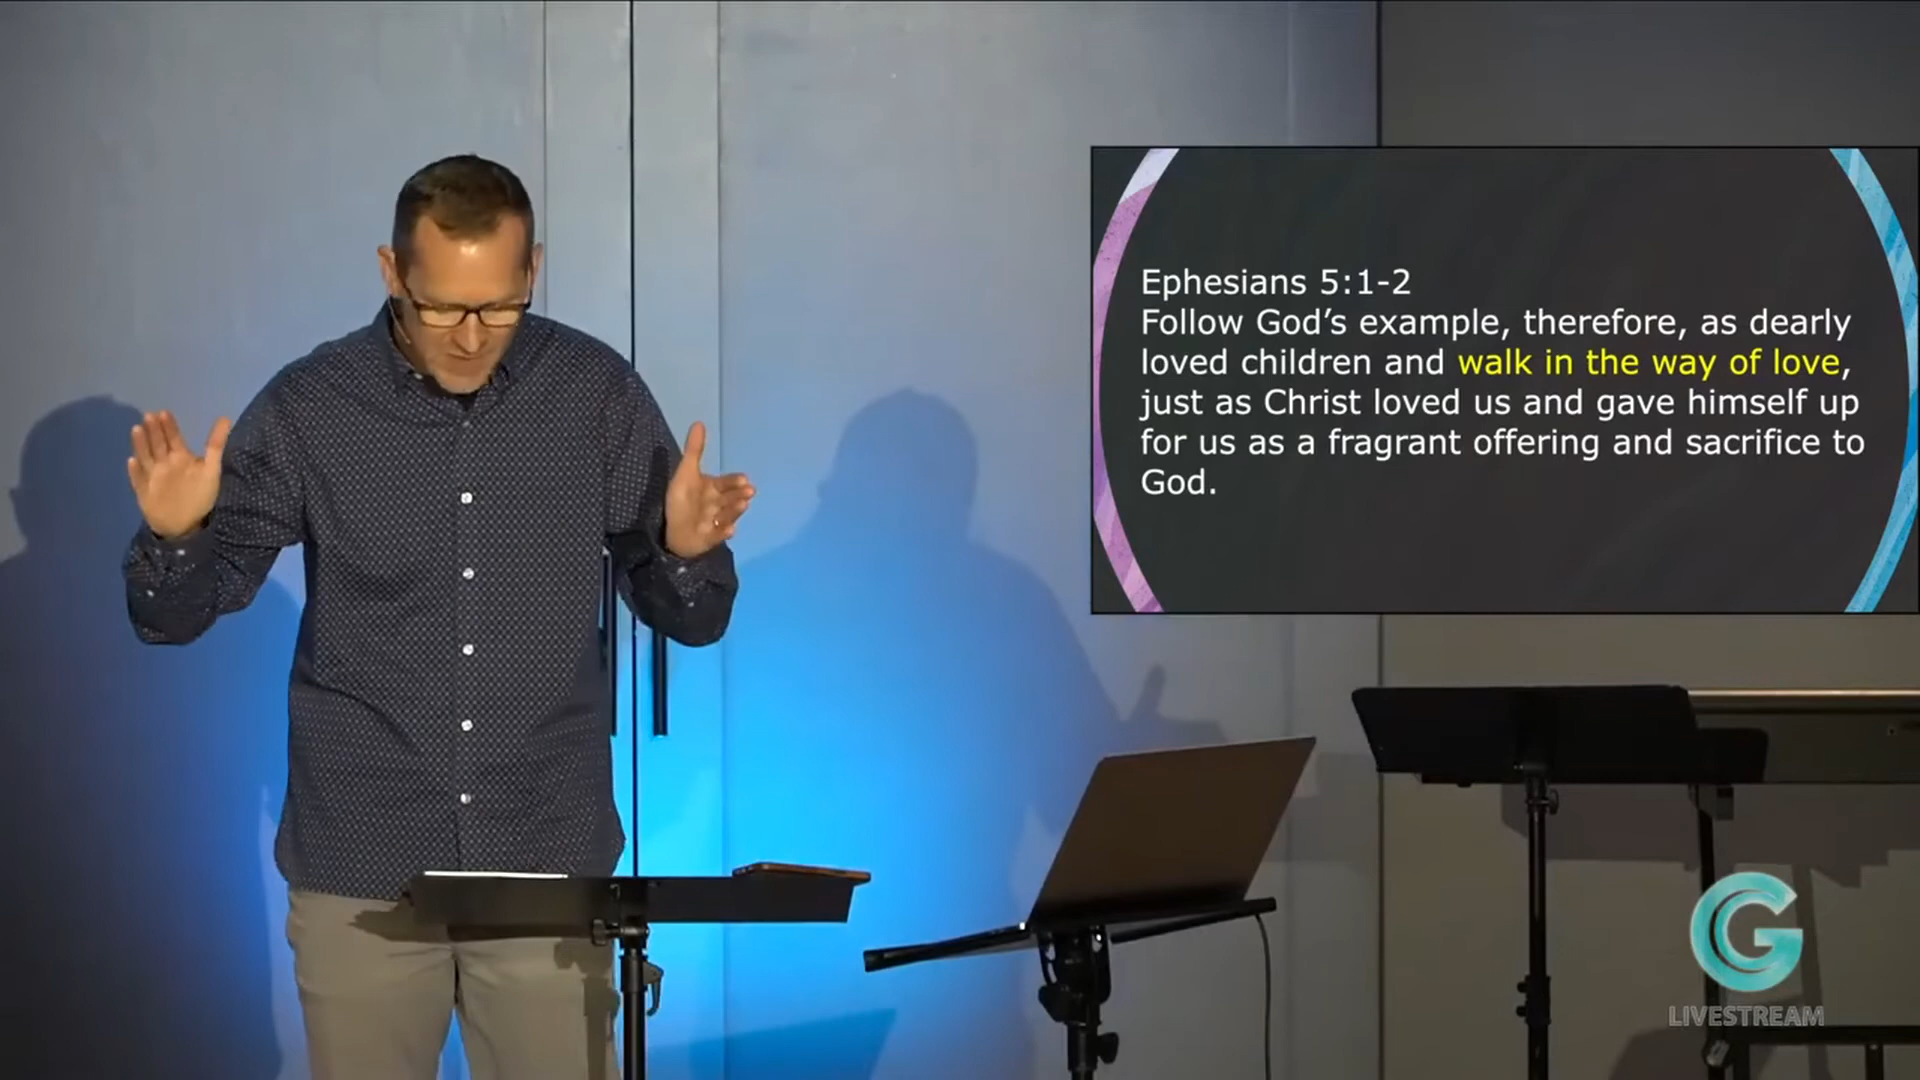 Ephesians 5:1-2
Follow God’s example, therefore, as dearly
loved children and walk in the way of love,
just as Christ loved us and gave himself up
for us as a fragrant offering and sacrifice to
God.
G
LIVESTREAM